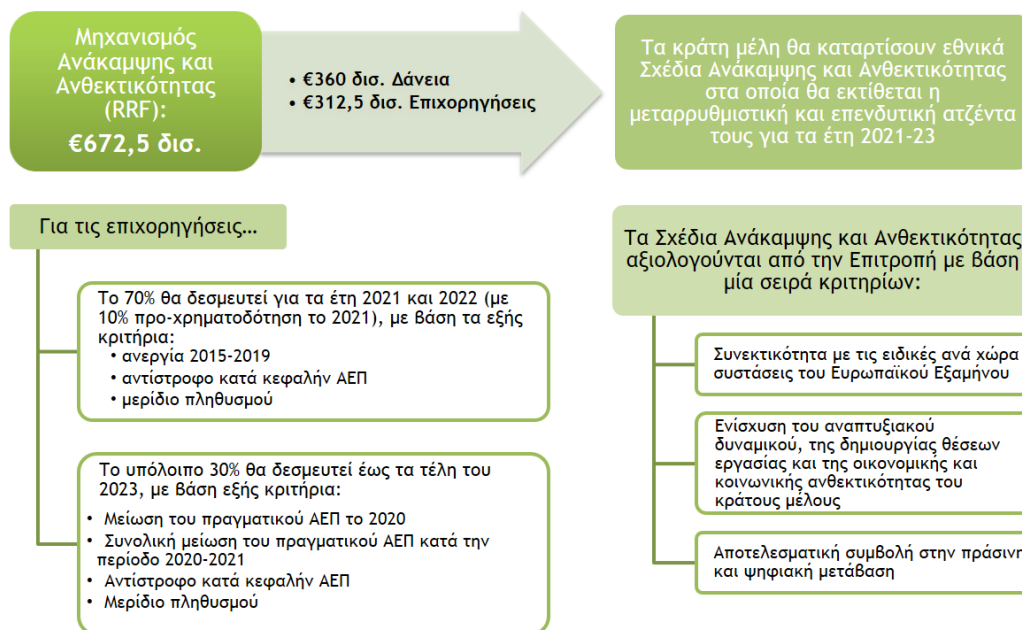 Μηχανισμός
Ανάκαμψης και
Ανθεκτικότητας
(RRF):
€672,5 δισ.
• €360 δισ. Δάνεια
• €312,5 δισ. Επιχορηγήσεις
Τα κράτη μέλη θα καταρτίσουν εθνικά
Σχέδια Ανάκαμψης και Ανθεκτικότητας
στα οποία θα εκτίθεται η
μεταρρυθμιστική και επενδυτική ατζέντα
τους για τα έτη 2021-23
Για τις επιχορηγήσεις…
Το 70% θα δεσμευτεί για τα έτη 2021 και 2022 (με
10% προ-χρηματοδότηση το 2021), με βάση τα εξής
κριτήρια:
• ανεργία 2015-2019
• αντίστροφο κατά κεφαλήν ΑΕΠ
• μερίδιο πληθυσμού
Το υπόλοιπο 30% θα δεσμευτεί έως τα τέλη του
2023, με βάση εξής κριτήρια:
• Μείωση του πραγματικού ΑΕΠ το 2020
• Συνολική μείωση του πραγματικού ΑΕΠ κατά την
περίοδο 2020-2021
• Αντίστροφο κατά κεφαλήν ΑΕΠ
• Μερίδιο πληθυσμού
Τα Σχέδια Ανάκαμψης και Ανθεκτικότητας
αξιολογούνται από την Επιτροπή με βάση
μία σειρά κριτηρίων:
Συνεκτικότητα με τις ειδικές ανά χώρα
συστάσεις του Ευρωπαϊκού Εξαμήνου
Ενίσχυση του αναπτυξιακού
δυναμικού, της δημιουργίας θέσεων
εργασίας και της οικονομικής και
κοινωνικής ανθεκτικότητας του
κράτους μέλους
Αποτελεσματική συμβολή στην πράσινη
και ψηφιακή μετάβαση